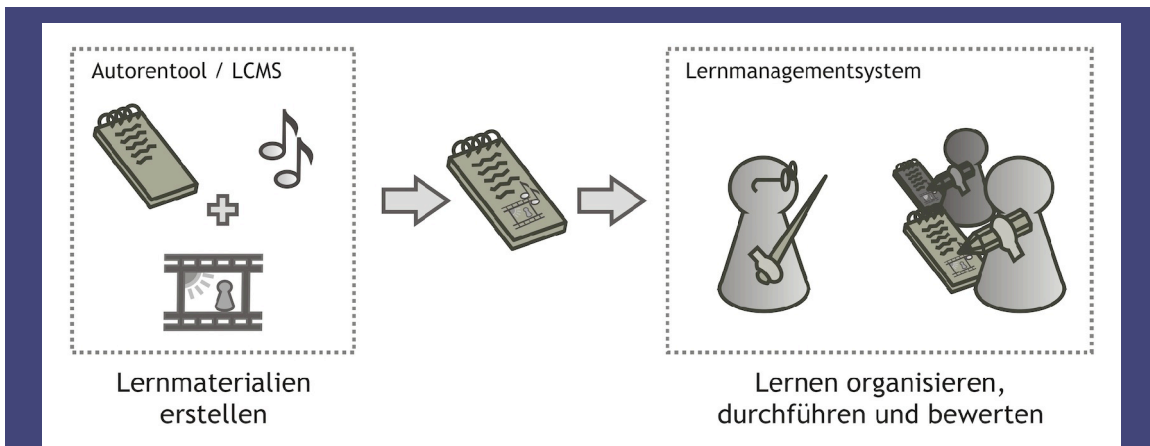 Autorentool / LCMS
Lernmanagementsystem
Lernmaterialien
erstellen
Lernen organisieren,
durchführen und bewerten